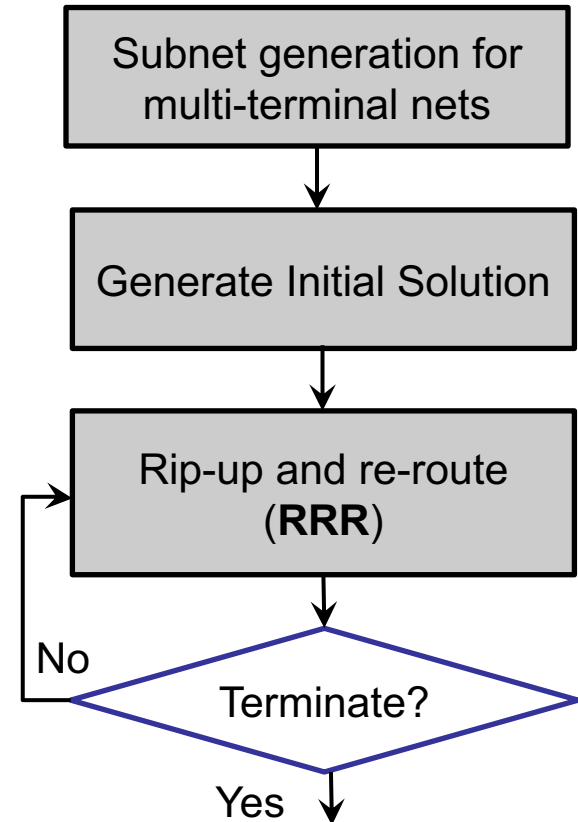 Subnet generation for
multi-terminal nets
Generate Initial Solution
Rip-up and re-route
(RRR)
No
Terminate?
Yes